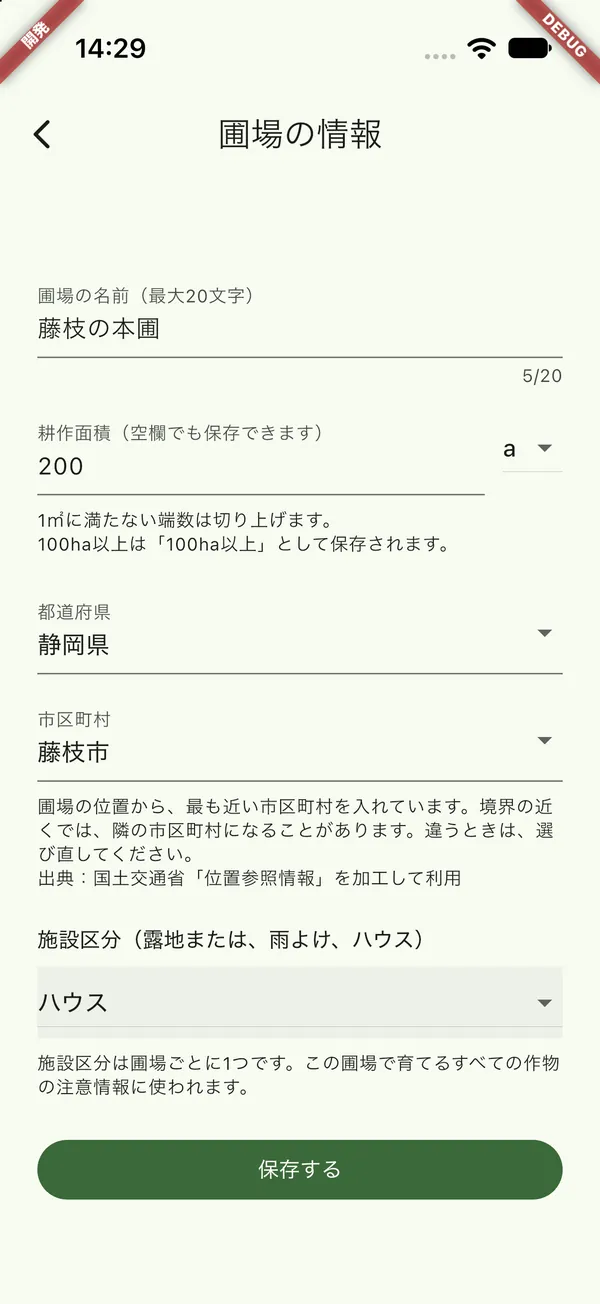 開発
14:29
DEBUG
圃場の情報
圃場の名前（最大20文字）
藤枝の本圃
5/20
耕作面積（空欄でも保存できます）
200
a
1㎡に満たない端数は切り上げます。
100ha以上は「100ha以上」として保存されます。
都道府県
静岡県
市区町村
藤枝市
圃場の位置から、最も近い市区町村を入れています。境界の近
くでは、隣の市区町村になることがあります。違うときは、選
び直してください。
出典：国土交通省「位置参照情報」を加工して利用
施設区分（露地または、雨よけ、ハウス）
ハウス
施設区分は圃場ごとに1つです。この圃場で育てるすべての作物
の注意情報に使われます。
保存する